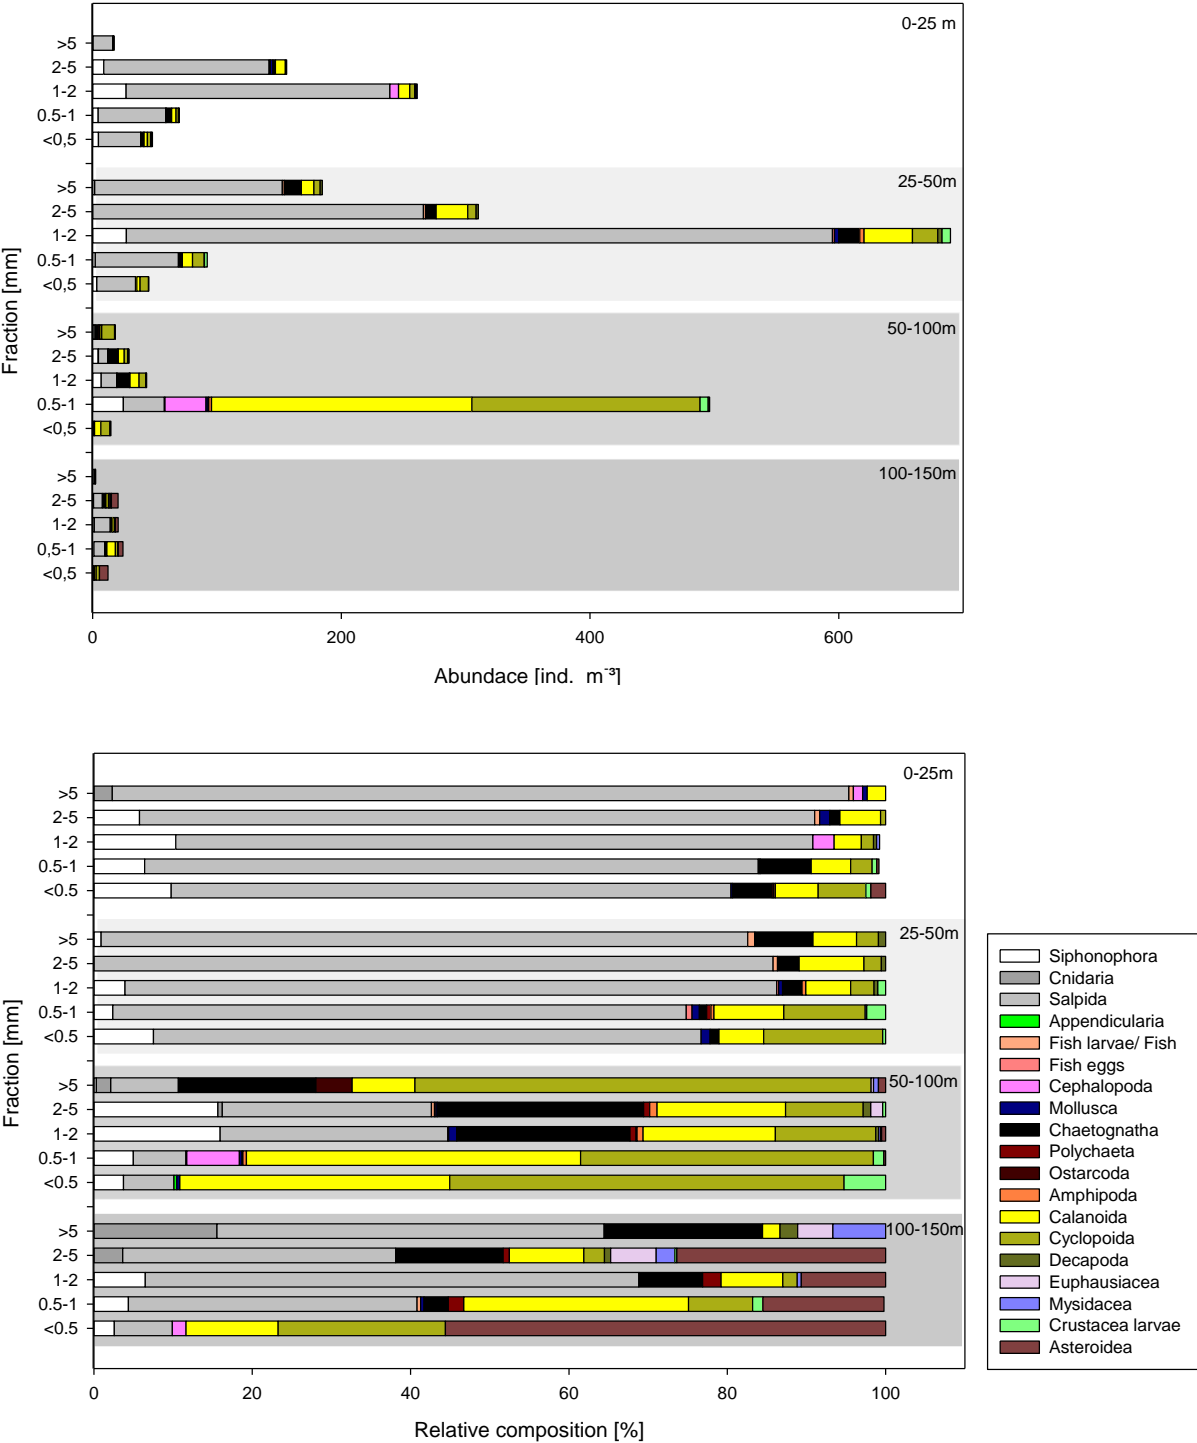 0-25 m
>5
2-5
1-2
0.5-1
<0,5
25-50m
>5
2-5
1-2
0.5-1
<0,5
50-100m
>5
2-5
1-2
0.5-1
<0,5
100-150m
>5
2-5
1-2
0,5-1
<0,5
Fraction [mm]
0 200 400 600
Abundace [ind. m⁻³]
0-25m
>5
2-5
1-2
0.5-1
<0.5
25-50m
>5
2-5
1-2
0.5-1
<0.5
50-100m
>5
2-5
1-2
0.5-1
<0.5
100-150m
>5
2-5
1-2
0.5-1
<0.5
Fraction [mm]
0 20 40 60 80 100
Relative composition [%]
Siphonophora
Cnidaria
Salpida
Appendicularia
Fish larvae/ Fish
Fish eggs
Cephalopoda
Mollusca
Chaetognatha
Polychaeta
Ostarcoda
Amphipoda
Calanoida
Cyclopoida
Decapoda
Euphausiacea
Mysidacea
Crustacea larvae
Asteroidea